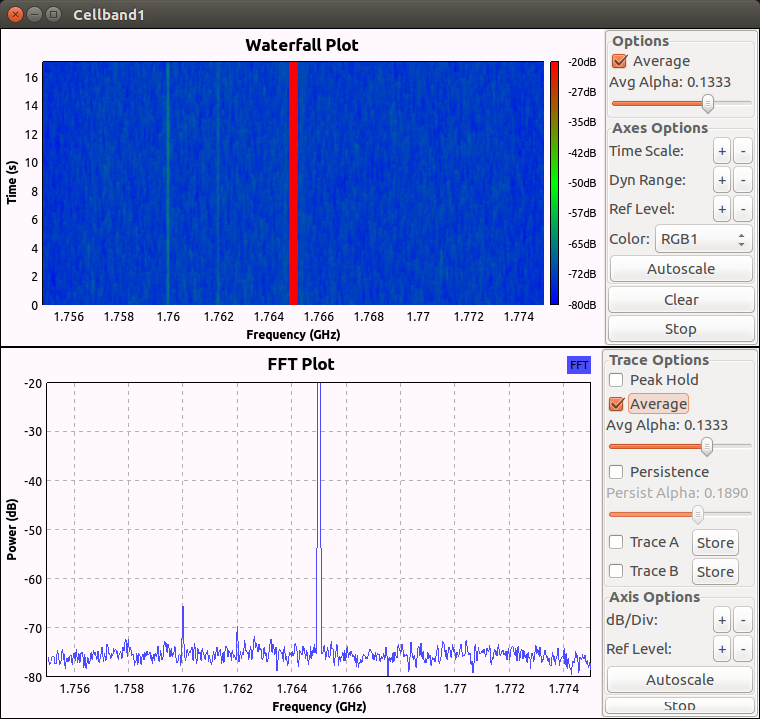 Cellband1
Waterfall Plot
16
14
12
10
8
6
4
2
0
Time (s)
1.756 1.758 1.76 1.762 1.764 1.766 1.768 1.77 1.772 1.774
Frequency (GHz)
-20dB
-27dB
-35dB
-42dB
-50dB
-57dB
-65dB
-72dB
-80dB
Options
Average
Avg Alpha: 0.1333
Axes Options
Time Scale: + -
Dyn Range: + -
Ref Level: + -
Color: RGB1
Autoscale
Clear
Stop
FFT Plot
FFT
-20
-30
-40
-50
-60
-70
-80
Power (dB)
1.756 1.758 1.76 1.762 1.764 1.766 1.768 1.77 1.772 1.774
Frequency (GHz)
Trace Options
Peak Hold
Average
Avg Alpha: 0.1333
Persistence
Persist Alpha: 0.1890
Trace A Store
Trace B Store
Axis Options
dB/Div: + -
Ref Level: + -
Autoscale
Stop